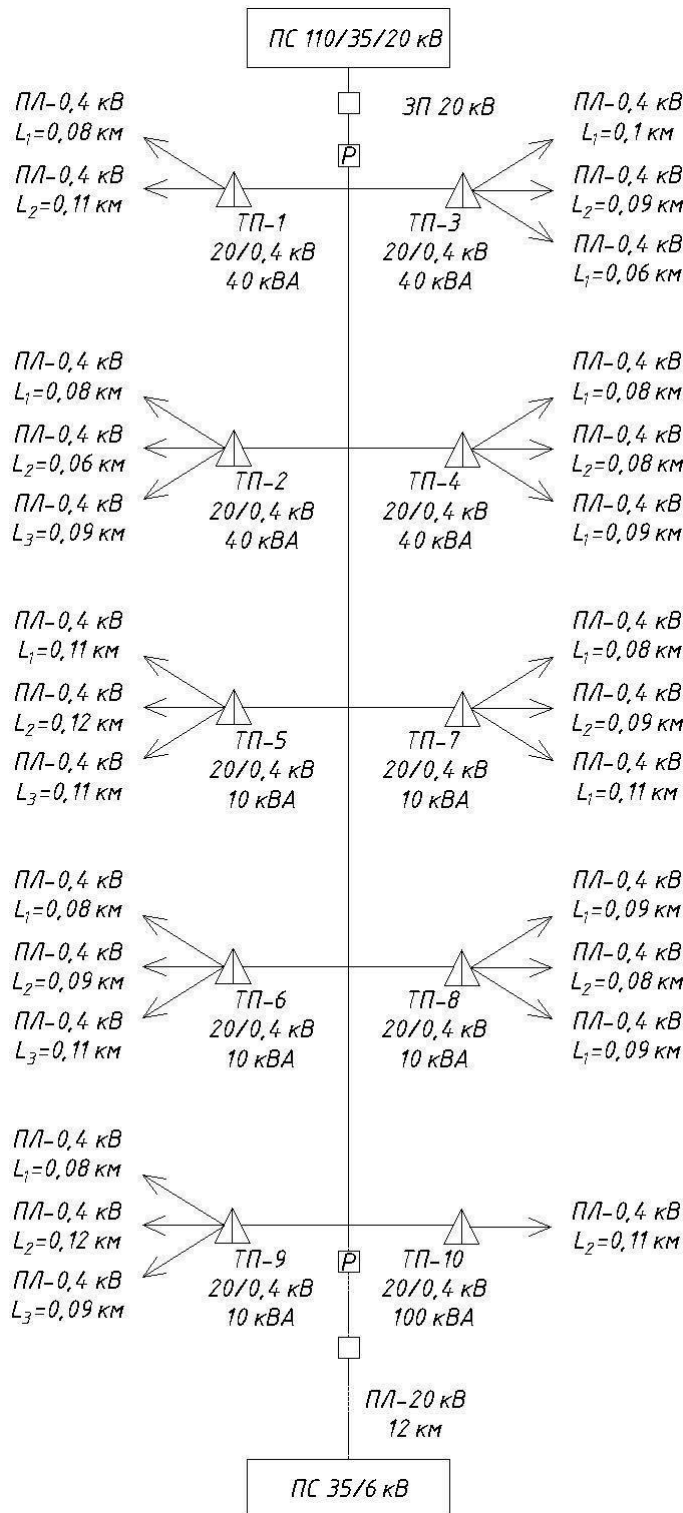 ПС 110/35/20 кВ
ЗП 20 кВ
Р
ПЛ-0,4 кВ
L₁=0,08 км
ПЛ-0,4 кВ
L₂=0,11 км
ТП-1
20/0,4 кВ
40 кВА
ТП-3
20/0,4 кВ
40 кВА
ПЛ-0,4 кВ
L₁=0,1 км
ПЛ-0,4 кВ
L₂=0,09 км
ПЛ-0,4 кВ
L₁=0,06 км
ПЛ-0,4 кВ
L₁=0,08 км
ПЛ-0,4 кВ
L₂=0,06 км
ПЛ-0,4 кВ
L₃=0,09 км
ТП-2
20/0,4 кВ
40 кВА
ТП-4
20/0,4 кВ
40 кВА
ПЛ-0,4 кВ
L₁=0,08 км
ПЛ-0,4 кВ
L₂=0,08 км
ПЛ-0,4 кВ
L₁=0,09 км
ПЛ-0,4 кВ
L₁=0,11 км
ПЛ-0,4 кВ
L₂=0,12 км
ПЛ-0,4 кВ
L₃=0,11 км
ТП-5
20/0,4 кВ
10 кВА
ТП-7
20/0,4 кВ
10 кВА
ПЛ-0,4 кВ
L₁=0,08 км
ПЛ-0,4 кВ
L₂=0,09 км
ПЛ-0,4 кВ
L₁=0,11 км
ПЛ-0,4 кВ
L₁=0,08 км
ПЛ-0,4 кВ
L₂=0,09 км
ПЛ-0,4 кВ
L₃=0,11 км
ТП-6
20/0,4 кВ
10 кВА
ТП-8
20/0,4 кВ
10 кВА
ПЛ-0,4 кВ
L₁=0,09 км
ПЛ-0,4 кВ
L₂=0,08 км
ПЛ-0,4 кВ
L₁=0,09 км
ПЛ-0,4 кВ
L₁=0,08 км
ПЛ-0,4 кВ
L₂=0,12 км
ПЛ-0,4 кВ
L₃=0,09 км
ТП-9
20/0,4 кВ
10 кВА
Р
ТП-10
20/0,4 кВ
100 кВА
ПЛ-0,4 кВ
L₂=0,11 км
ПЛ-20 кВ
12 км
ПС 35/6 кВ